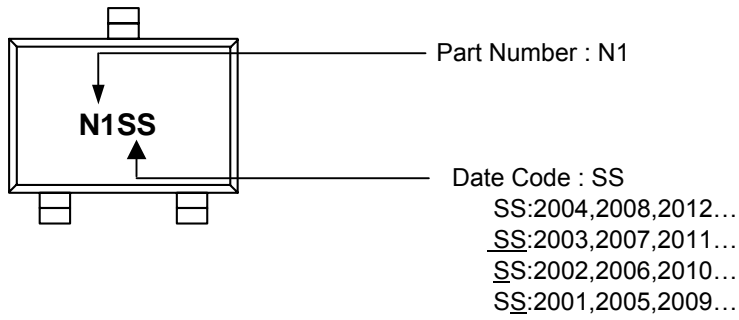 Part Number : N1
N1SS
Date Code : SS
SS:2004,2008,2012…
SS:2003,2007,2011…
SS:2002,2006,2010…
SS:2001,2005,2009…